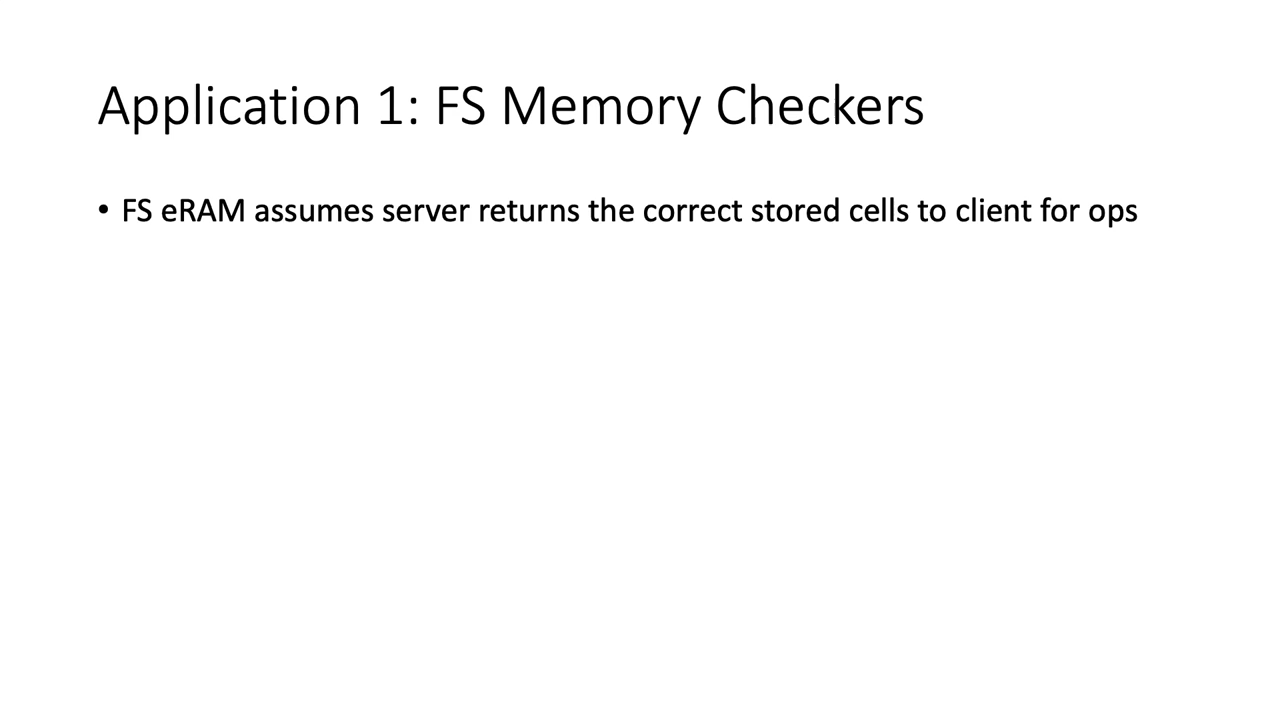 Application 1: FS Memory Checkers
• FS eRAM assumes server returns the correct stored cells to client for ops